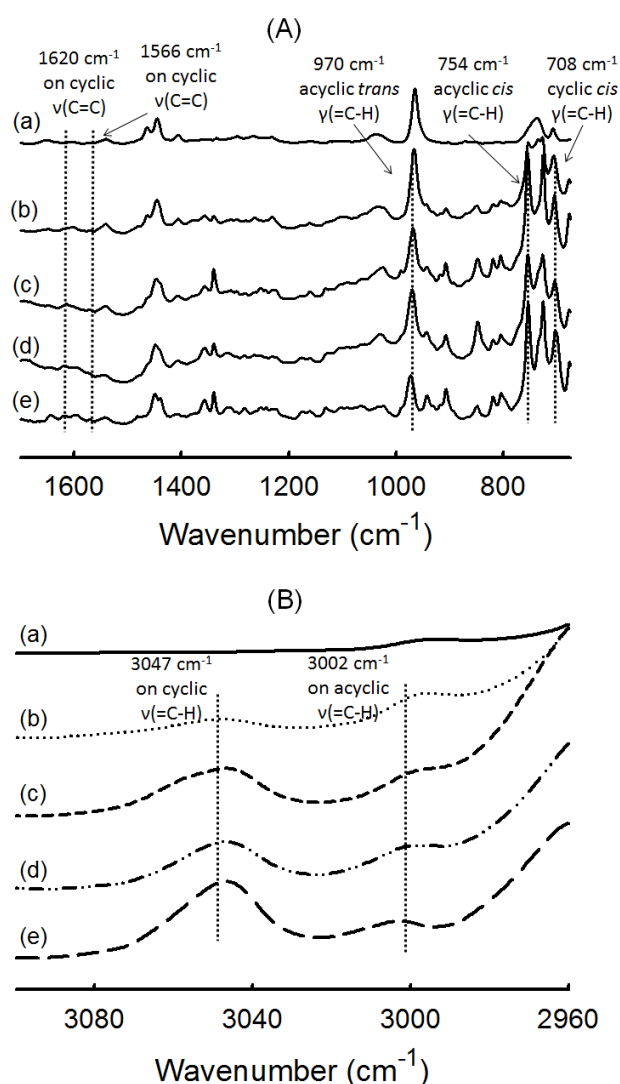 (A)
1620 cm⁻¹
on cyclic
ν(C=C)
1566 cm⁻¹
on cyclic
ν(C=C)
970 cm⁻¹
acyclic trans
γ(=C-H)
754 cm⁻¹
acyclic cis
γ(=C-H)
708 cm⁻¹
cyclic cis
γ(=C-H)
(a)
(b)
(c)
(d)
(e)
1600 1400 1200 1000 800
Wavenumber (cm⁻¹)
(B)
(a)
3047 cm⁻¹
on cyclic
ν(=C-H)
3002 cm⁻¹
on acyclic
ν(=C-H)
(b)
(c)
(d)
(e)
3080 3040 3000 2960
Wavenumber (cm⁻¹)